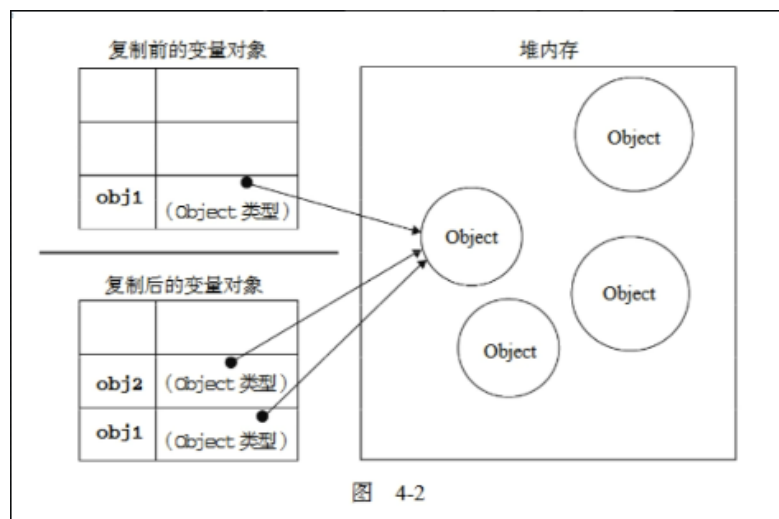 复制前的变量对象
堆内存
obj1
(Object 类型)
Object
Object
Object
Object
复制后的变量对象
obj2
(Object 类型)
obj1
(Object 类型)
图 4-2